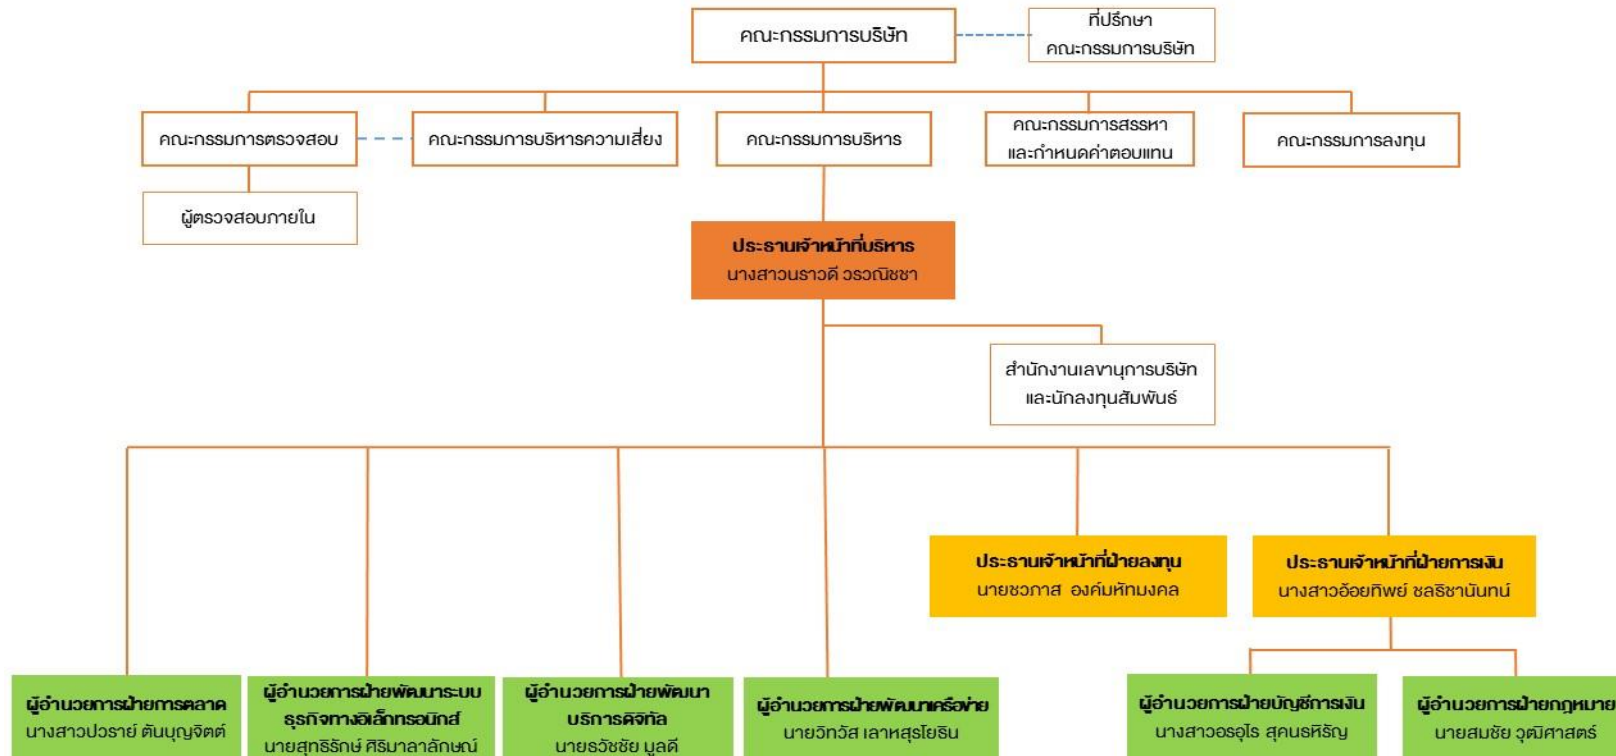 คณะกรรมการบริษัท
ที่ปรึกษา
คณะกรรมการบริษัท
คณะกรรมการตรวจสอบ
คณะกรรมการบริหารความเสี่ยง
คณะกรรมการบริหาร
คณะกรรมการสรรหา
และกำหนดค่าตอบแทน
คณะกรรมการลงทุน
ผู้ตรวจสอบภายใน
ประธานเจ้าหน้าที่บริหาร
นางสาวนราวดี วรวณิชชา
สำนักงานเลขานุการบริษัท
และนักลงทุนสัมพันธ์
ประธานเจ้าหน้าที่ฝ่ายลงทุน
นายชวภาส องค์มหัทมงคล
ประธานเจ้าหน้าที่ฝ่ายการเงิน
นางสาวอ้อยทิพย์ ชลธิชานันทน์
ผู้อำนวยการฝ่ายการตลาด
นางสาวปวราย์ ตันบุญจิตต์
ผู้อำนวยการฝ่ายพัฒนาระบบ
ธุรกิจทางอิเล็กทรอนิกส์
นายสุทธิรักษ์ ศิริมาลาลักษณ์
ผู้อำนวยการฝ่ายพัฒนา
บริการดิจิทัล
นายธวัชชัย มูลดี
ผู้อำนวยการฝ่ายพัฒนาเครือข่าย
นายวิทวัส เลาหสุรโยธิน
ผู้อำนวยการฝ่ายบัญชีการเงิน
นางสาวอรอุไร สุคนธหิรัญ
ผู้อำนวยการฝ่ายกฎหมาย
นายสมชัย วุฒิศาสตร์